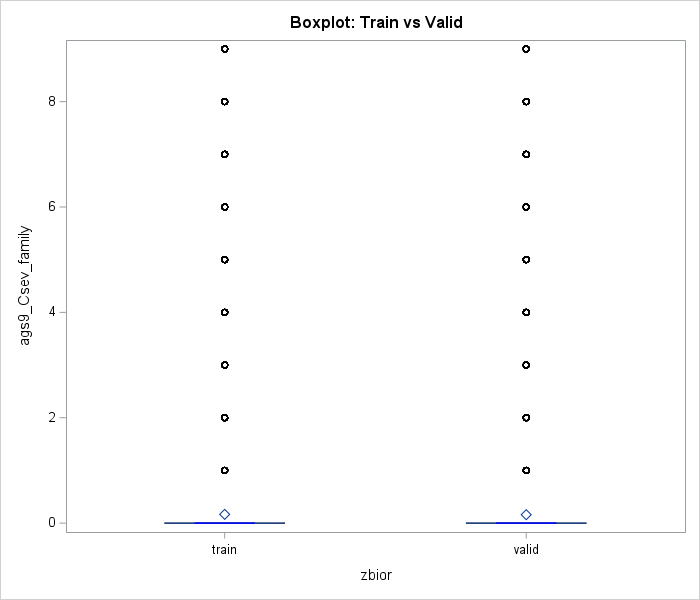 Boxplot: Train vs Valid
8
6
4
2
0
ags9_Csev_family
train
valid
zbior